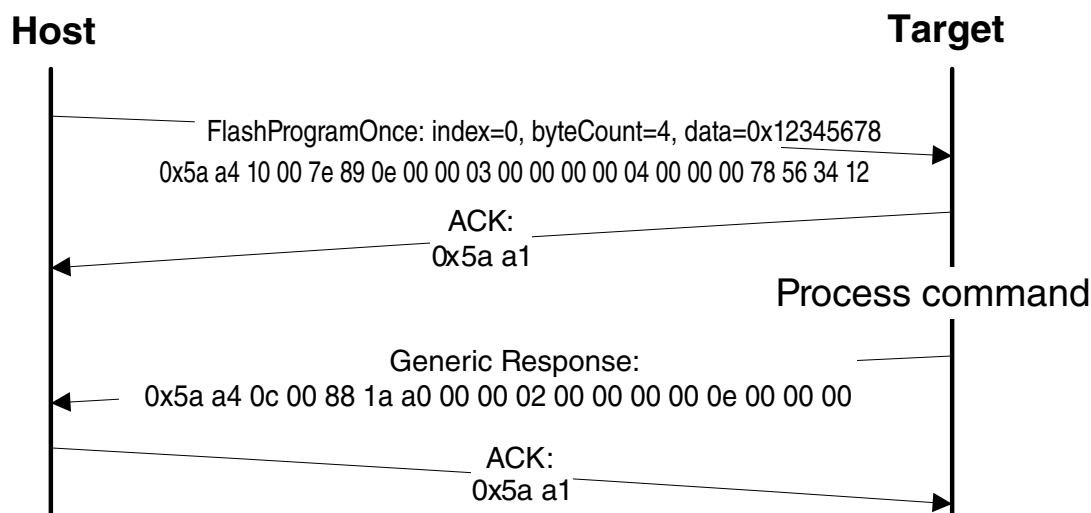 Host
Target
FlashProgramOnce: index=0, byteCount=4, data=0x12345678
0x5a a4 10 00 7e 89 0e 00 00 03 00 00 00 00 04 00 00 00 78 56 34 12
ACK:
0x5a a1
Process command
Generic Response:
0x5a a4 0c 00 88 1a a0 00 00 02 00 00 00 00 0e 00 00 00
ACK:
0x5a a1